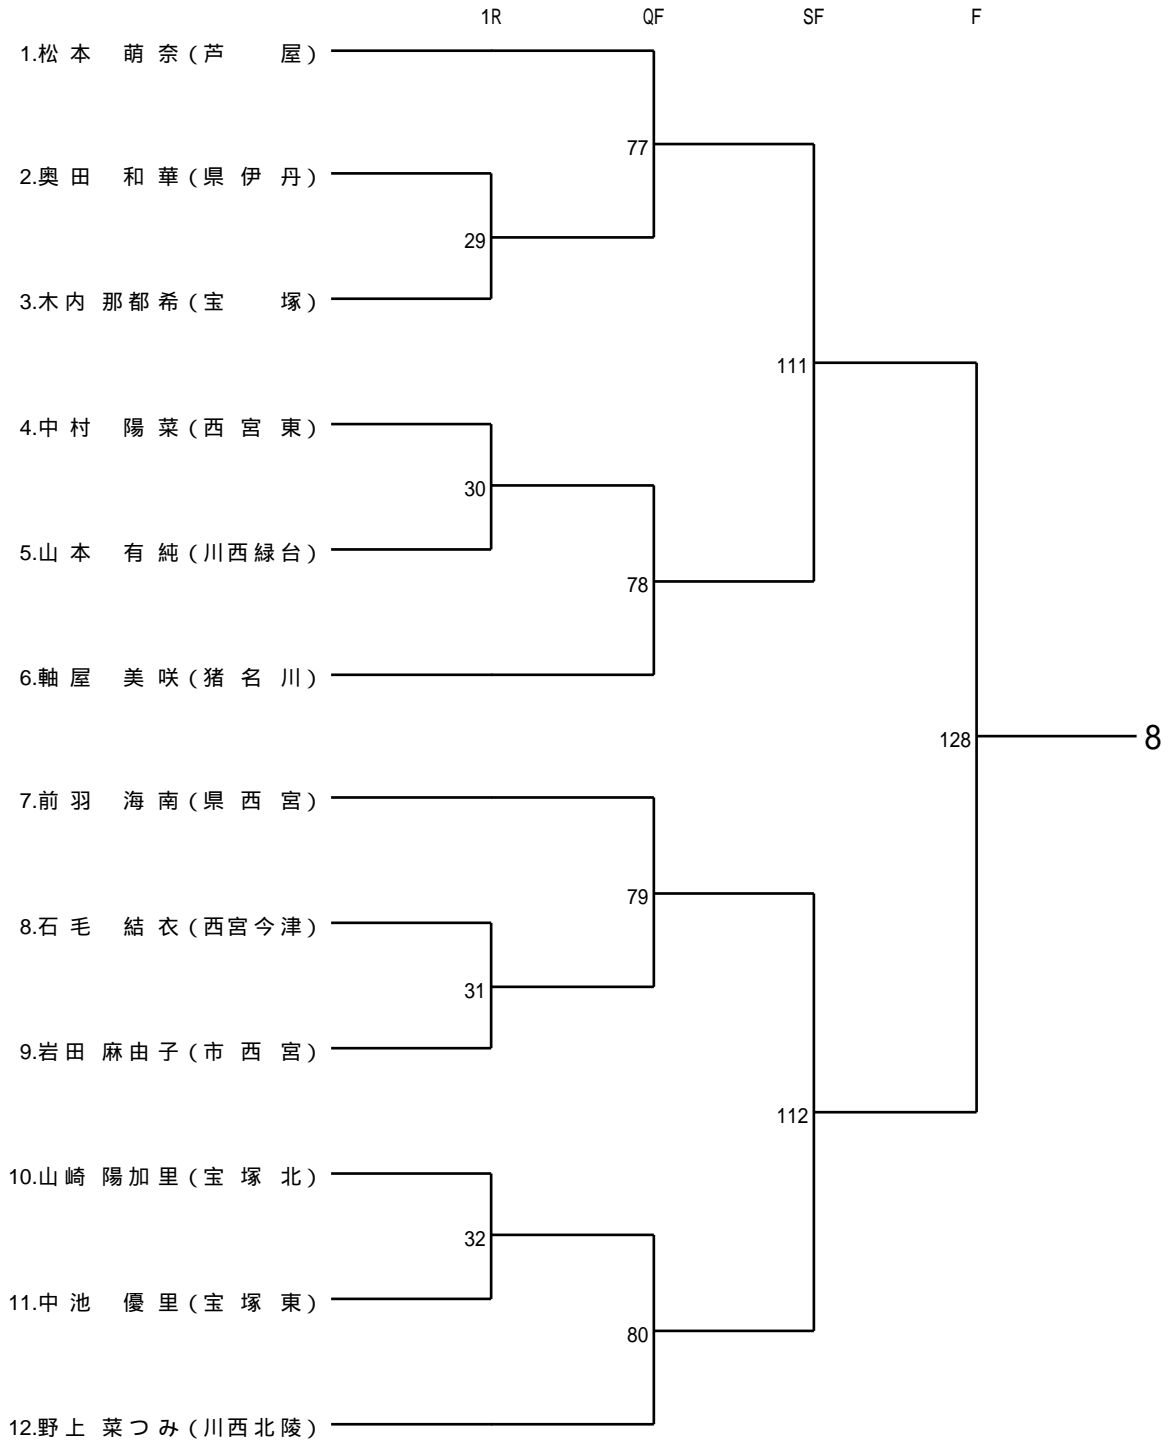 1R QF SF F
1.松本 萌奈(芦 屋)
77
2.奥田 和華(県伊丹)
29
3.木内 那都希(宝 塚)
111
4.中村 陽菜(西宮東)
30
5.山本 有純(川西緑台)
78
6.軸屋 美咲(猪名川)
128 8
7.前羽 海南(県西宮)
79
8.石毛 結衣(西宮今津)
31
9.岩田 麻由子(市西宮)
112
10.山崎 陽加里(宝塚北)
32
11.中池 優里(宝塚東)
80
12.野上 菜つみ(川西北陵)